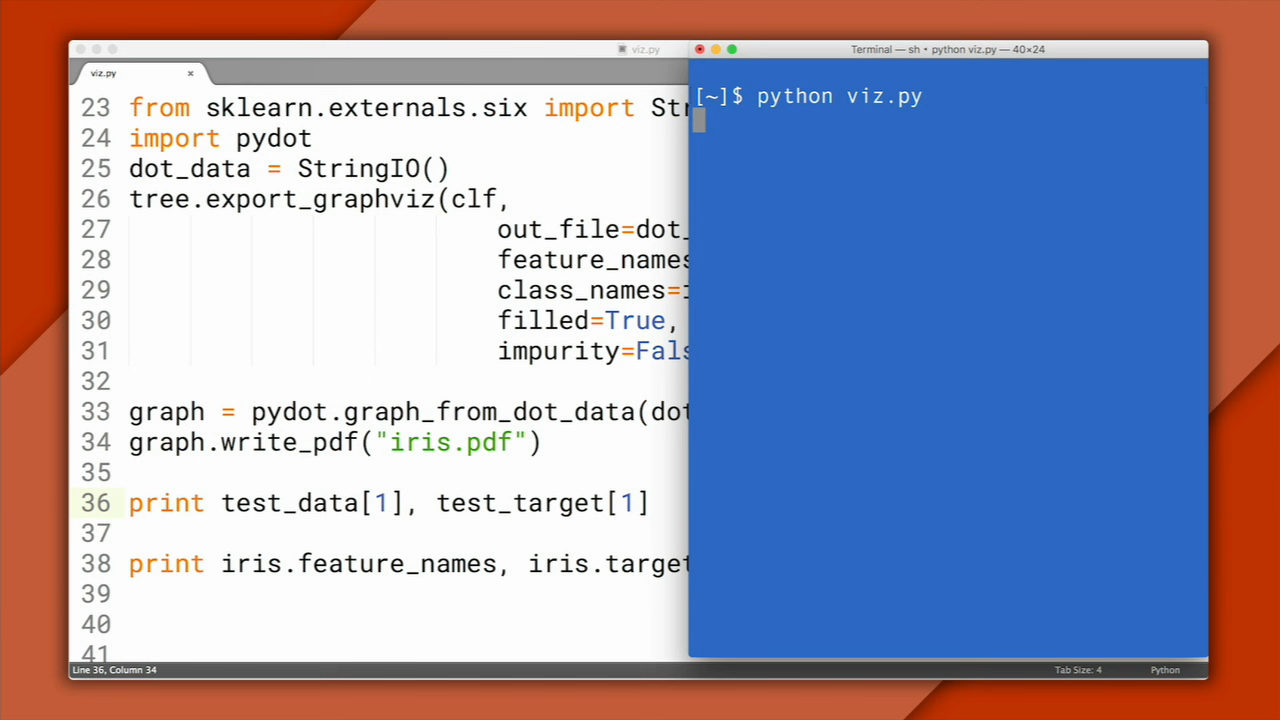 viz.py
viz.py ×
23 from sklearn.externals.six import Str
24 import pydot
25 dot_data = StringIO()
26 tree.export_graphviz(clf,
27 out_file=dot_
28 feature_names
29 class_names=i
30 filled=True,
31 impurity=Fals
32
33 graph = pydot.graph_from_dot_data(dot
34 graph.write_pdf("iris.pdf")
35
36 print test_data[1], test_target[1]
37
38 print iris.feature_names, iris.target
39
40
41
Line 36, Column 34
Tab Size: 4
Python
Terminal — sh • python viz.py — 40×24
[~]$ python viz.py